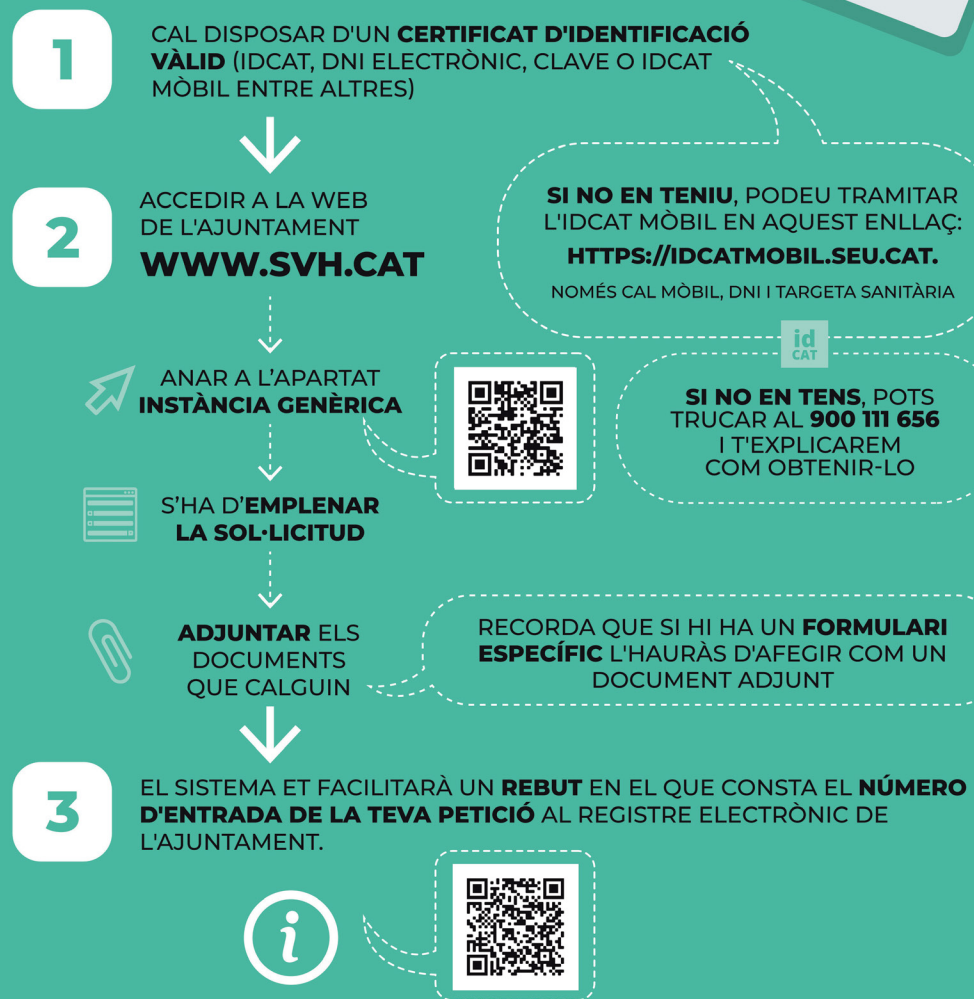 1
CAL DISPOSAR D'UN CERTIFICAT D'IDENTIFICACIÓ
VÀLID (IDCAT, DNI ELECTRÒNIC, CLAVE O IDCAT
MÒBIL ENTRE ALTRES)
SI NO EN TENIU, PODEU TRAMITAR
L'IDCAT MÒBIL EN AQUEST ENLLAÇ:
HTTPS://IDCATMOBIL.SEU.CAT.
NOMÉS CAL MÒBIL, DNI I TARGETA SANITÀRIA
id
CAT
SI NO EN TENS, POTS
TRUCAR AL 900 111 656
I T'EXPLICAREM
COM OBTENIR-LO
2
ACCEDIR A LA WEB
DE L'AJUNTAMENT
WWW.SVH.CAT
ANAR A L’APARTAT
INSTÀNCIA GENÈRICA
S’HA D’EMPLENAR
LA SOL·LICITUD
ADJUNTAR ELS
DOCUMENTS
QUE CALGUIN
RECORDA QUE SI HI HA UN FORMULARI
ESPECÍFIC L'HAURÀS D'AFEGIR COM UN
DOCUMENT ADJUNT
3
EL SISTEMA ET FACILITARÀ UN REBUT EN EL QUE CONSTA EL NÚMERO
D'ENTRADA DE LA TEVA PETICIÓ AL REGISTRE ELECTRÒNIC DE
L'AJUNTAMENT.
i